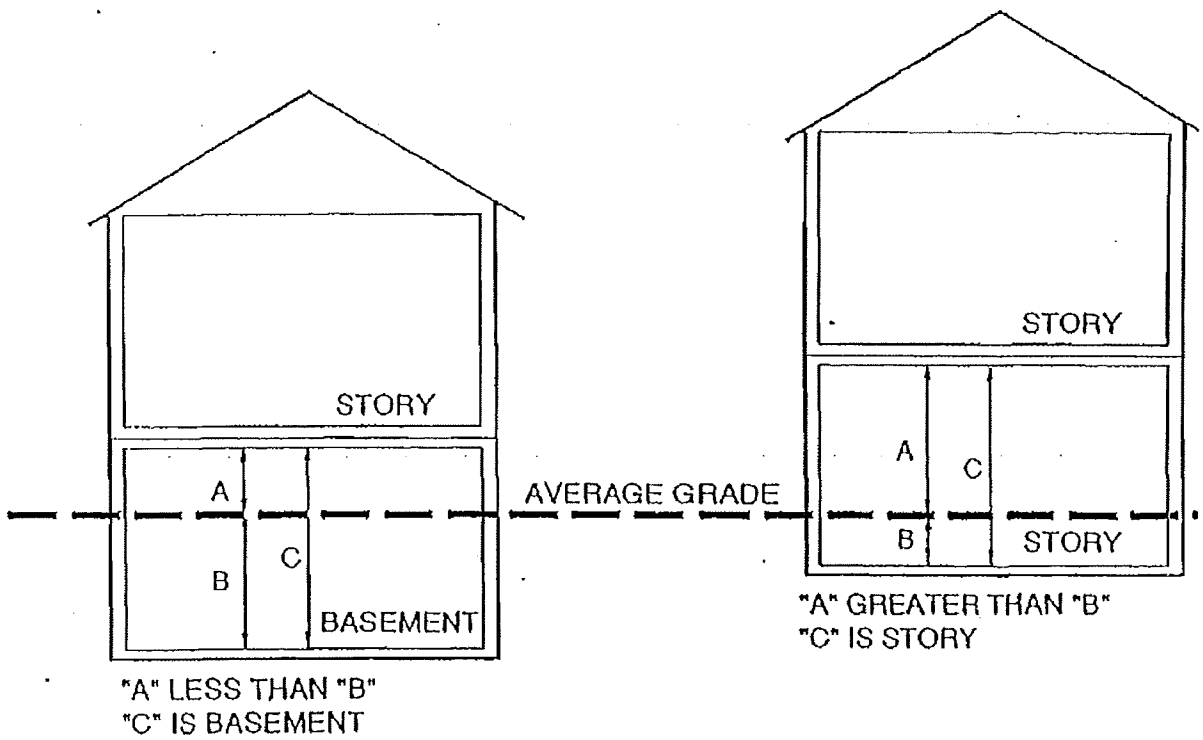 STORY
A
B
C
BASEMENT
"A" LESS THAN "B"
"C" IS BASEMENT
AVERAGE GRADE
STORY
A
C
B
STORY
"A" GREATER THAN "B"
"C" IS STORY